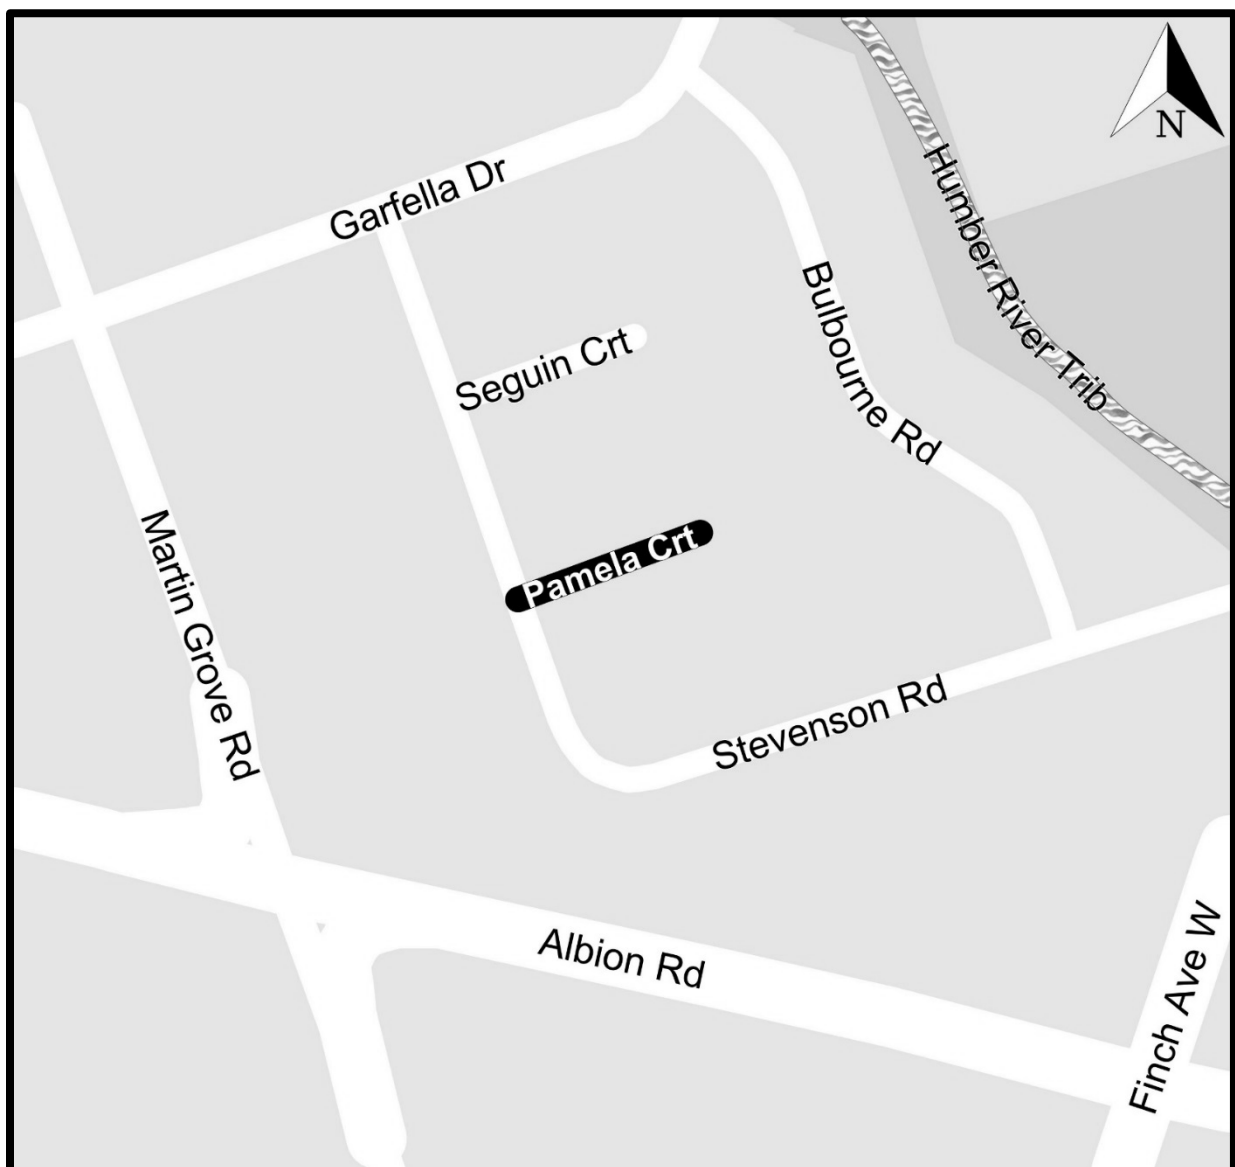 N
Garfella Dr
Humber River Trib
Bulbourne Rd
Seguin Crt
Pamela Crt
Martin Grove Rd
Stevenson Rd
Albion Rd
Finch Ave W